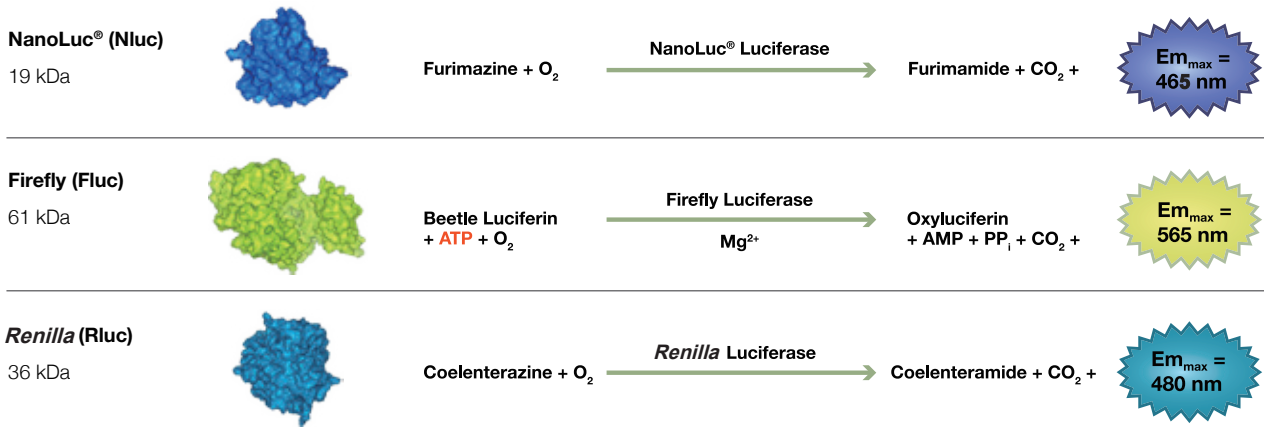 NanoLuc® (Nluc)
19 kDa
Furimazine + O₂
NanoLuc® Luciferase
Furimamide + CO₂ +
Emmax =
465 nm
Firefly (Fluc)
61 kDa
Beetle Luciferin
+ ATP + O₂
Firefly Luciferase
Mg²⁺
Oxyluciferin
+ AMP + PPi + CO₂ +
Emmax =
565 nm
Renilla (Rluc)
36 kDa
Coelenterazine + O₂
Renilla Luciferase
Coelenteramide + CO₂ +
Emmax =
480 nm